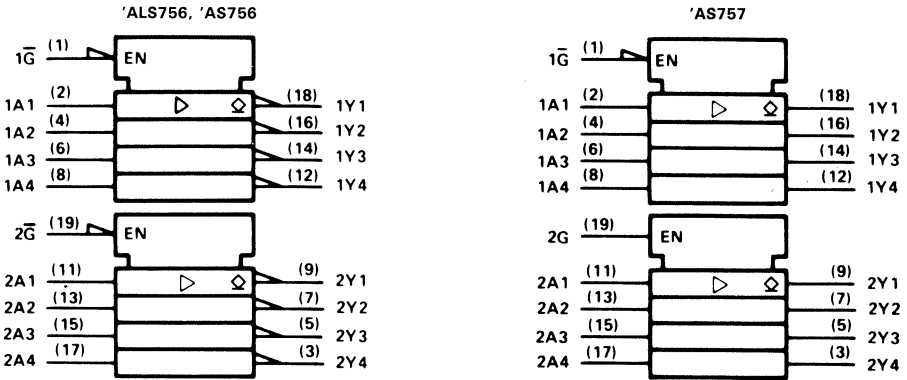 'ALS756, 'AS756
1G̅ (1) EN
1A1 (2) (18) 1Y1
1A2 (4) (16) 1Y2
1A3 (6) (14) 1Y3
1A4 (8) (12) 1Y4
2G̅ (19) EN
2A1 (11) (9) 2Y1
2A2 (13) (7) 2Y2
2A3 (15) (5) 2Y3
2A4 (17) (3) 2Y4
'AS757
1G̅ (1) EN
1A1 (2) (18) 1Y1
1A2 (4) (16) 1Y2
1A3 (6) (14) 1Y3
1A4 (8) (12) 1Y4
2G (19) EN
2A1 (11) (9) 2Y1
2A2 (13) (7) 2Y2
2A3 (15) (5) 2Y3
2A4 (17) (3) 2Y4